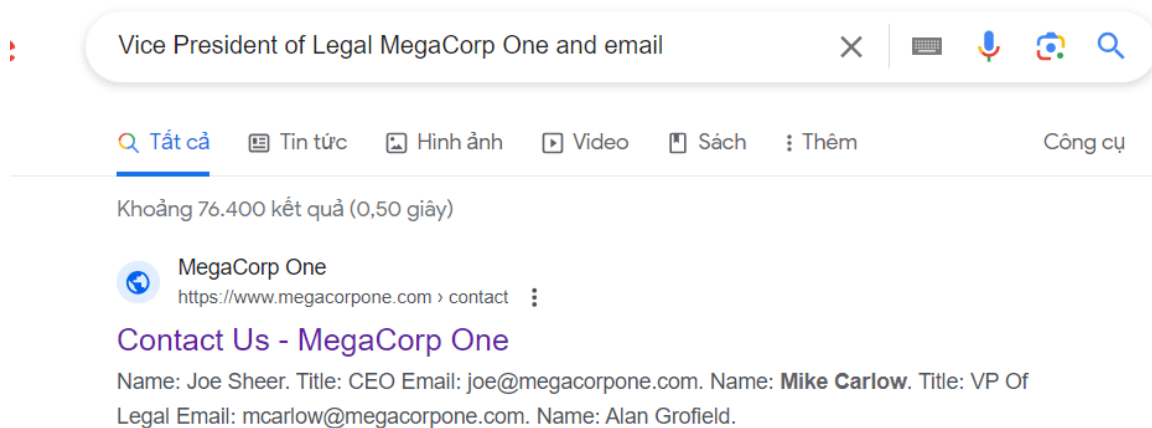 Vice President of Legal MegaCorp One and email
Tất cả Tin tức Hình ảnh Video Sách Thêm Công cụ
Khoảng 76.400 kết quả (0,50 giây)
MegaCorp One
https://www.megacorpone.com › contact
Contact Us - MegaCorp One
Name: Joe Sheer. Title: CEO Email: joe@megacorpone.com. Name: Mike Carlow. Title: VP Of
Legal Email: mcarlow@megacorpone.com. Name: Alan Grofield.